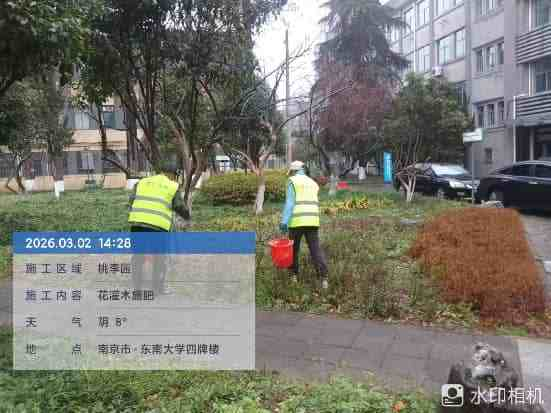 2026.03.02 14:28
施工区域 桃李园
施工内容 花灌木施肥
天气 阴 8°
地点 南京市·东南大学四牌楼
水印相机